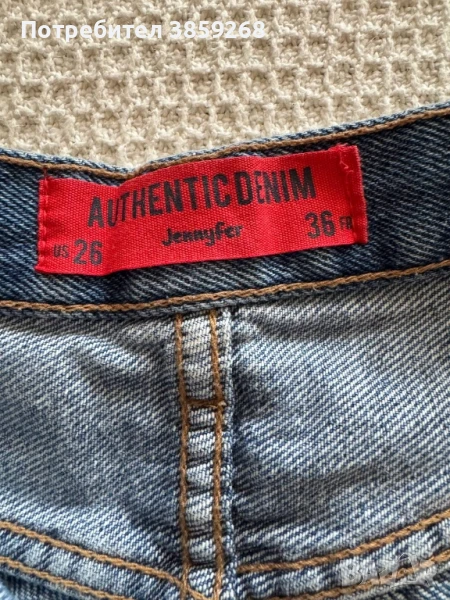 Потребител 3859268
AUTHENTIC DENIM
Jennyfer
US 26
36 FR